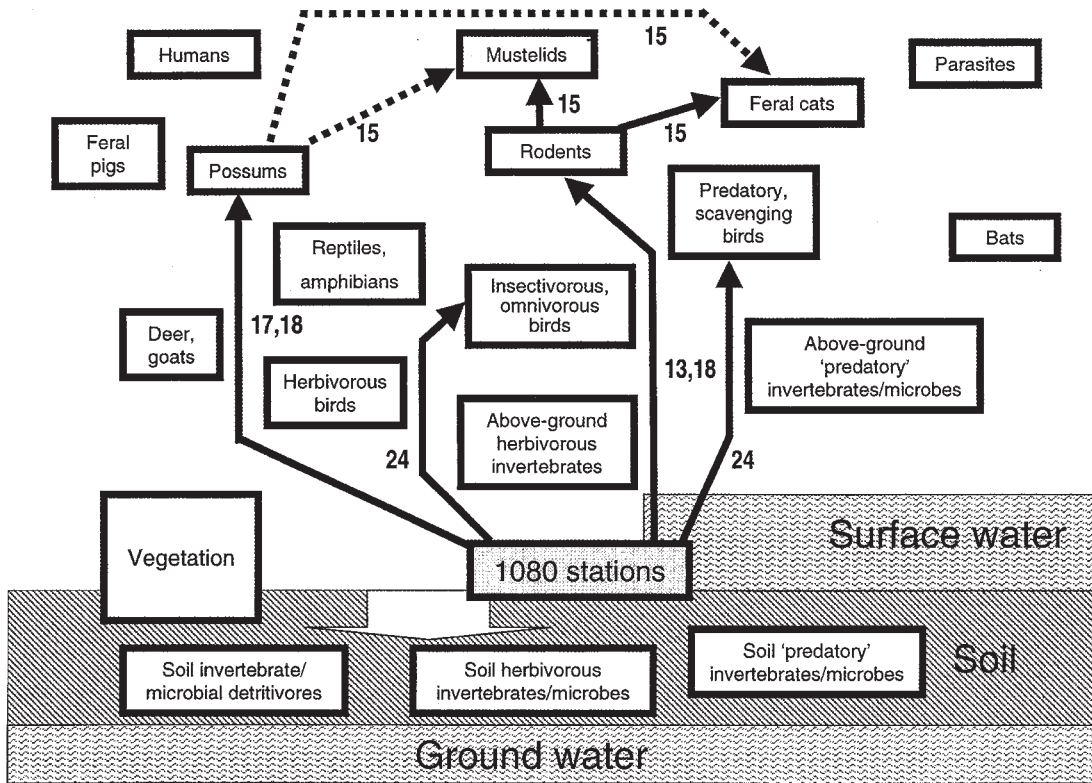 15
Humans
Mustelids
Parasites
Feral cats
15
15
15
Feral
pigs
Possums
Rodents
Predatory,
scavenging
birds
Bats
Reptiles,
amphibians
Insectivorous,
omnivorous
birds
17,18
Deer,
goats
Above-ground
'predatory'
invertebrates/microbes
13,18
Herbivorous
birds
Above-ground
herbivorous
invertebrates
24
24
Vegetation
Surface water
1080 stations
Soil invertebrate/
microbial detritivores
Soil herbivorous
invertebrates/microbes
Soil 'predatory'
invertebrates/microbes
Soil
Ground water